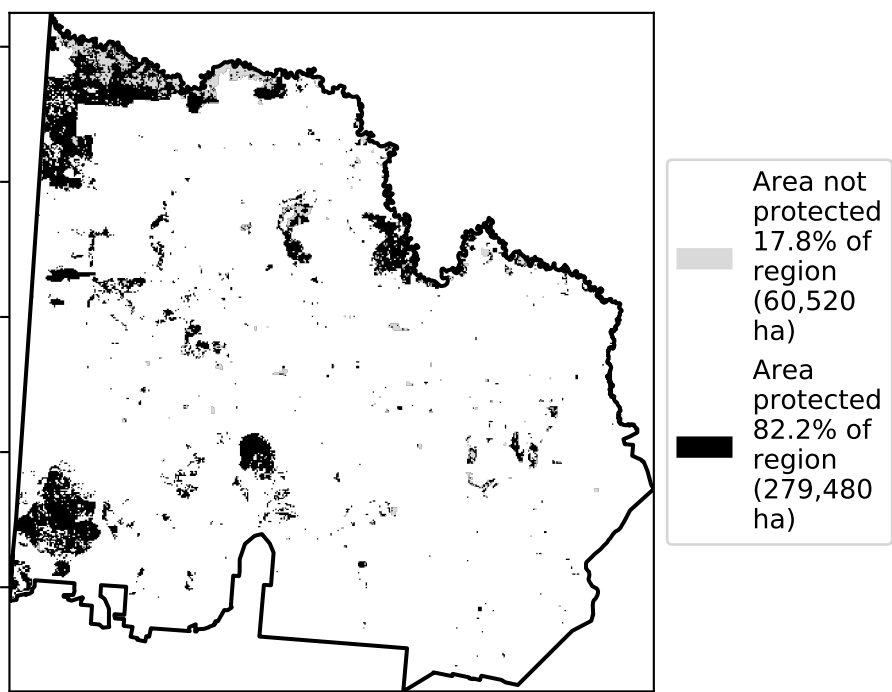 Area not
protected
17.8% of
region
(60,520
ha)
Area
protected
82.2% of
region
(279,480
ha)